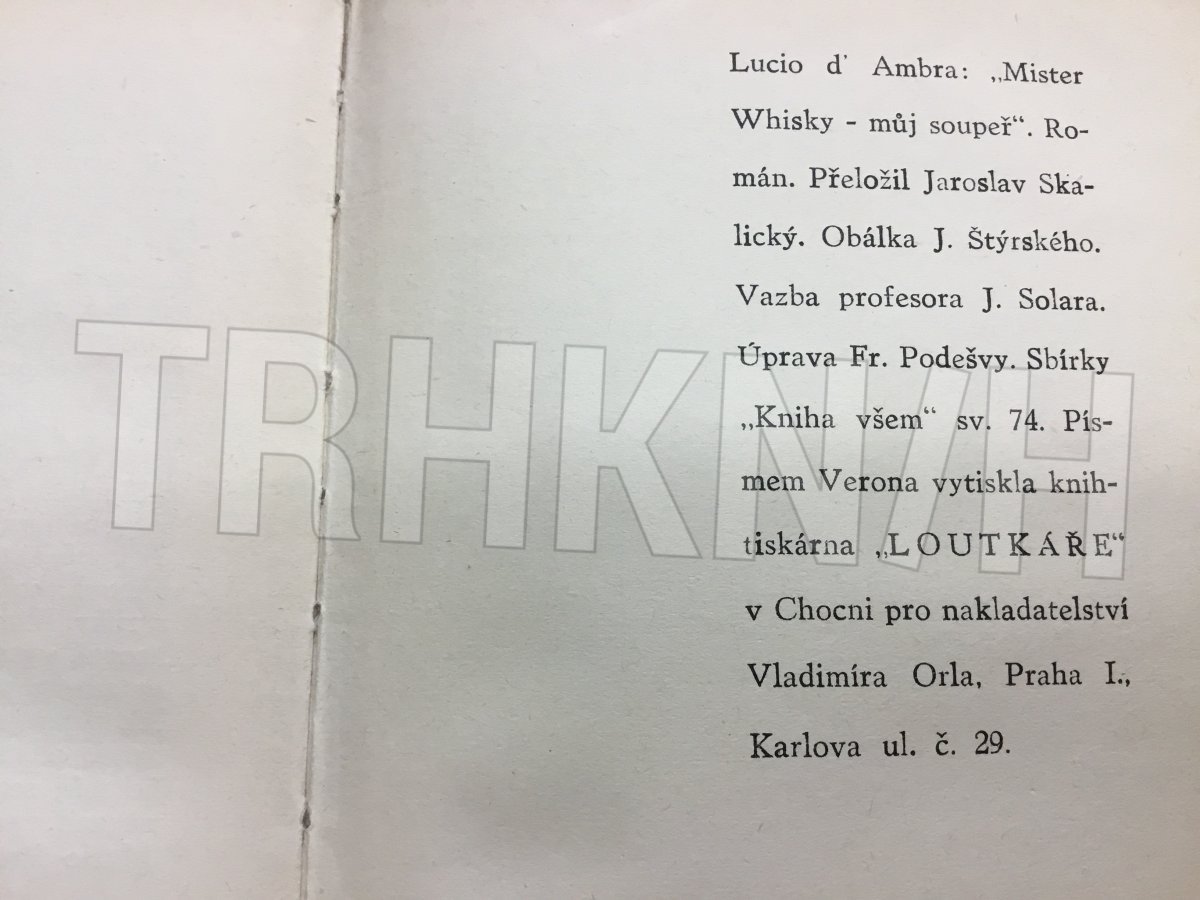 Lucio d' Ambra: „Mister
Whisky - můj soupeř“. Ro-
mán. Přeložil Jaroslav Ska-
lický. Obálka J. Štýrského.
Vazba profesora J. Solara.
Úprava Fr. Podešvy. Sbírky
„Kniha všem“ sv. 74. Pís-
mem Verona vytiskla knih-
tiskárna „LOUTKÁŘE“
v Chocni pro nakladatelství
Vladimíra Orla, Praha I.,
Karlova ul. č. 29.
TRHKNIH